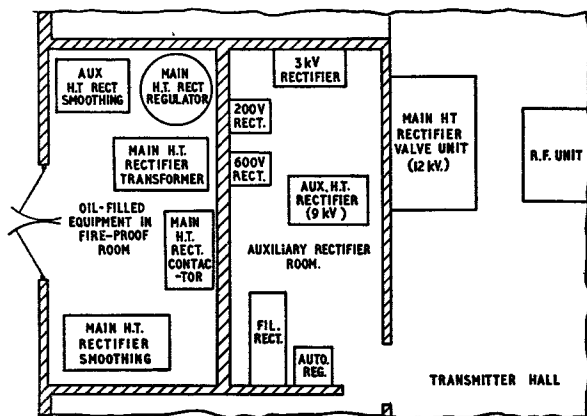 AUX
H.T. RECT
SMOOTHING
MAIN
H.T. RECT
REGULATOR
MAIN H.T.
RECTIFIER
TRANSFORMER
OIL-FILLED
EQUIPMENT IN
FIRE-PROOF
ROOM
MAIN
H.T.
RECT.
CONTAC
-TOR
MAIN H.T.
RECTIFIER
SMOOTHING
3 kV
RECTIFIER
200V
RECT.
600V
RECT.
AUX. H.T.
RECTIFIER
(9 kV)
AUXILIARY RECTIFIER
ROOM.
FIL.
RECT.
AUTO.
REG.
MAIN HT
RECTIFIER
VALVE UNIT
(12 kV.)
R.F. UNIT
TRANSMITTER HALL